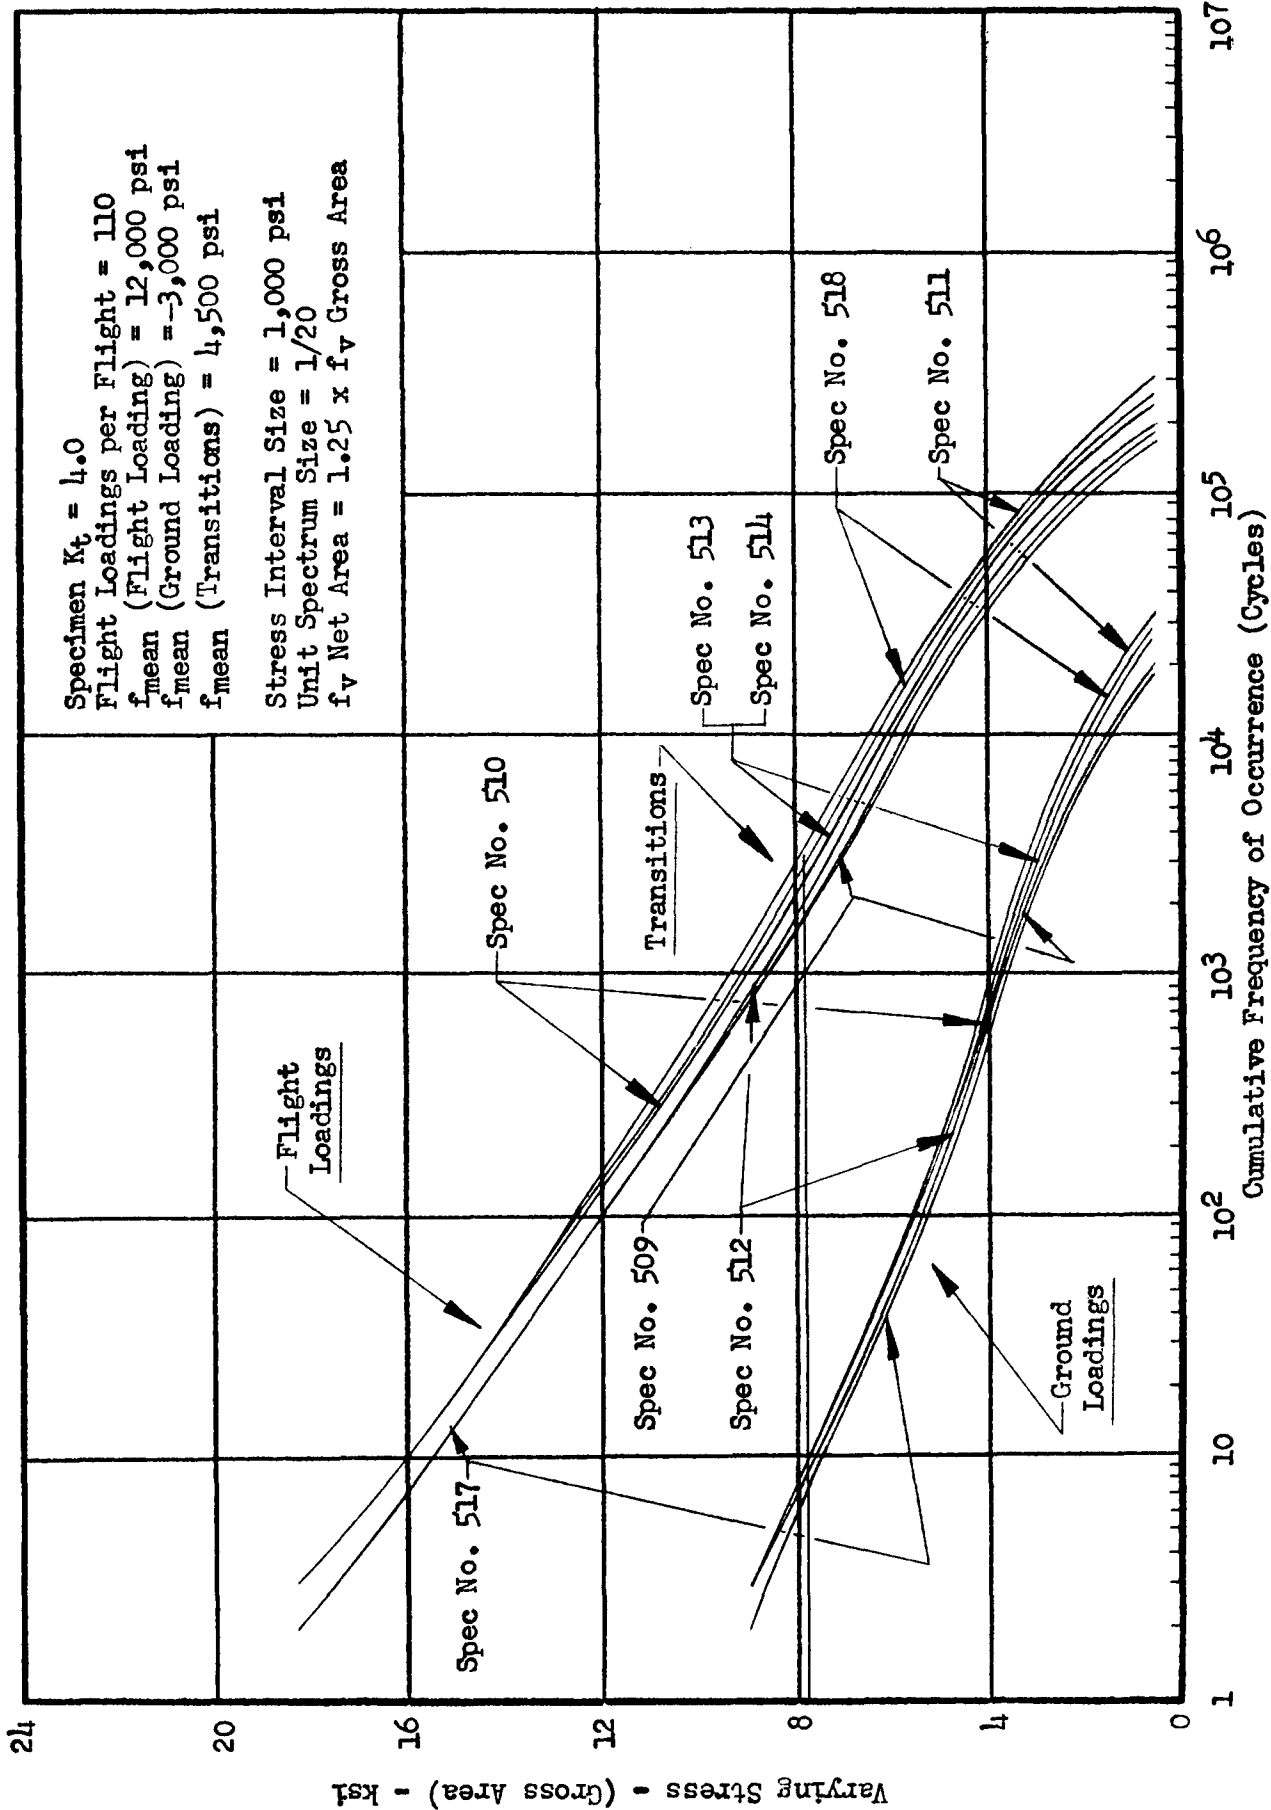 Specimen Kt = 4.0
Flight Loadings per Flight = 110
fmean (Flight Loading) = 12,000 psi
fmean (Ground Loading) =-3,000 psi
fmean (Transitions) = 4,500 psi
Stress Interval Size = 1,000 psi
Unit Spectrum Size = 1/20
fv Net Area = 1.25 x fv Gross Area
Flight
Loadings
Spec No. 510
Transitions
Spec No. 513
Spec No. 514
Spec No. 518
Spec No. 511
Spec No. 517
Spec No. 509
Spec No. 512
Ground
Loadings
24
20
16
12
8
4
0
Varying Stress - (Gross Area) - ksi
1
10
10²
10³
10⁴
10⁵
10⁶
10⁷
Cumulative Frequency of Occurrence (Cycles)